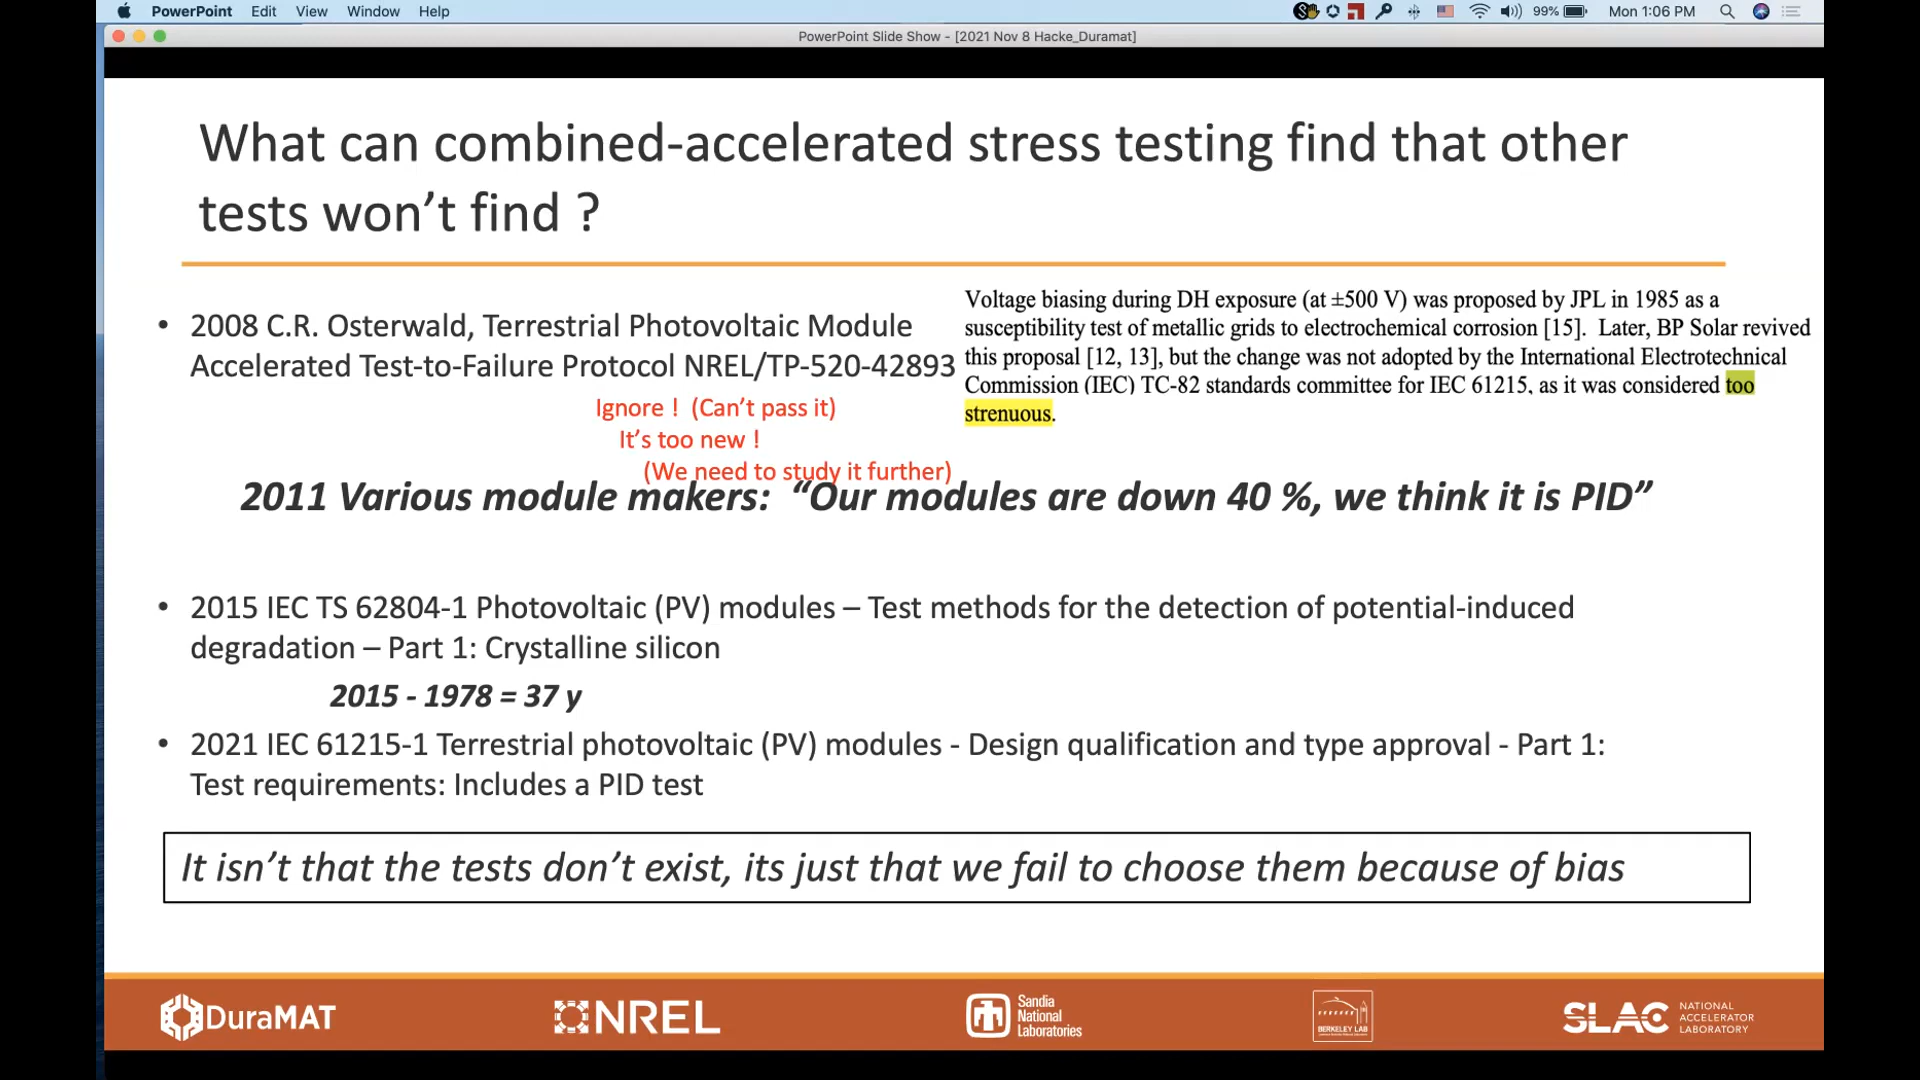 PowerPoint Edit View Window Help 99% Mon 1:06 PM
PowerPoint Slide Show - [2021 Nov 8 Hacke_Duramat]
What can combined-accelerated stress testing find that other
tests won’t find ?
• 2008 C.R. Osterwald, Terrestrial Photovoltaic Module
Accelerated Test-to-Failure Protocol NREL/TP-520-42893
Voltage biasing during DH exposure (at ±500 V) was proposed by JPL in 1985 as a
susceptibility test of metallic grids to electrochemical corrosion [15]. Later, BP Solar revived
this proposal [12, 13], but the change was not adopted by the International Electrotechnical
Commission (IEC) TC-82 standards committee for IEC 61215, as it was considered too
strenuous.
Ignore ! (Can’t pass it)
It’s too new !
(We need to study it further)
2011 Various module makers: “Our modules are down 40 %, we think it is PID”
• 2015 IEC TS 62804-1 Photovoltaic (PV) modules – Test methods for the detection of potential-induced
degradation – Part 1: Crystalline silicon
2015 - 1978 = 37 y
• 2021 IEC 61215-1 Terrestrial photovoltaic (PV) modules - Design qualification and type approval - Part 1:
Test requirements: Includes a PID test
It isn’t that the tests don’t exist, its just that we fail to choose them because of bias
DuraMAT
NREL
Sandia
National
Laboratories
BERKELEY LAB
SLAC
NATIONAL
ACCELERATOR
LABORATORY